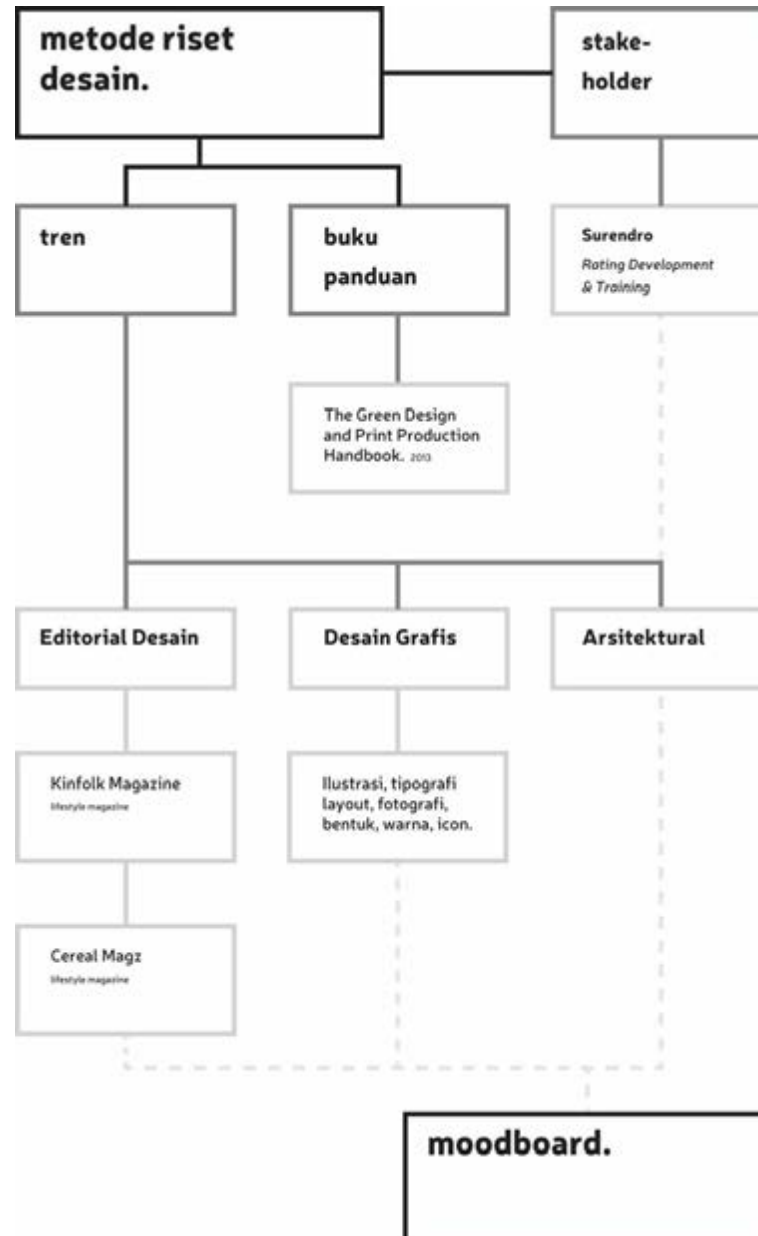 metode riset
desain.
stake-
holder
tren
buku
panduan
Surendro
Rating Development
& Training
The Green Design
and Print Production
Handbook. 2013
Editorial Desain
Desain Grafis
Arsitektural
Kinfolk Magazine
lifestyle magazine
Ilustrasi, tipografi
layout, fotografi,
bentuk, warna, icon.
Cereal Magz
lifestyle magazine
moodboard.